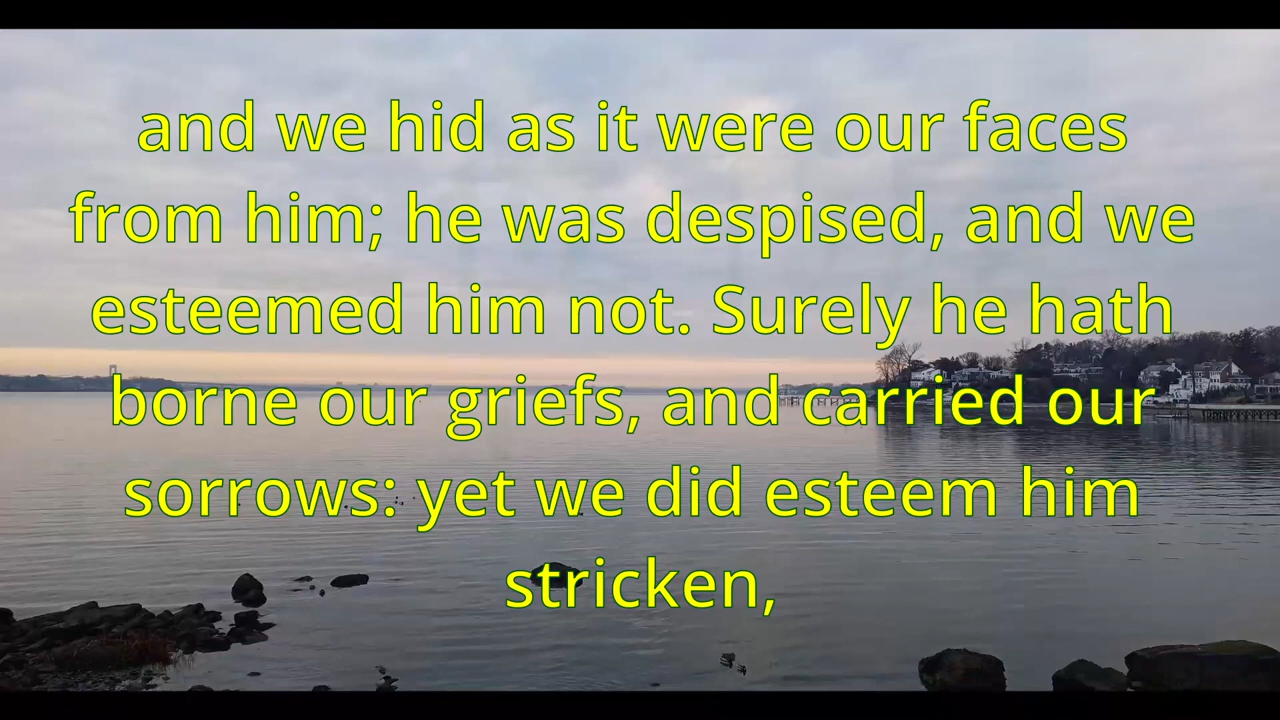 and we hid as it were our faces
from him; he was despised, and we
esteemed him not. Surely he hath
borne our griefs, and carried our
sorrows: yet we did esteem him
stricken,